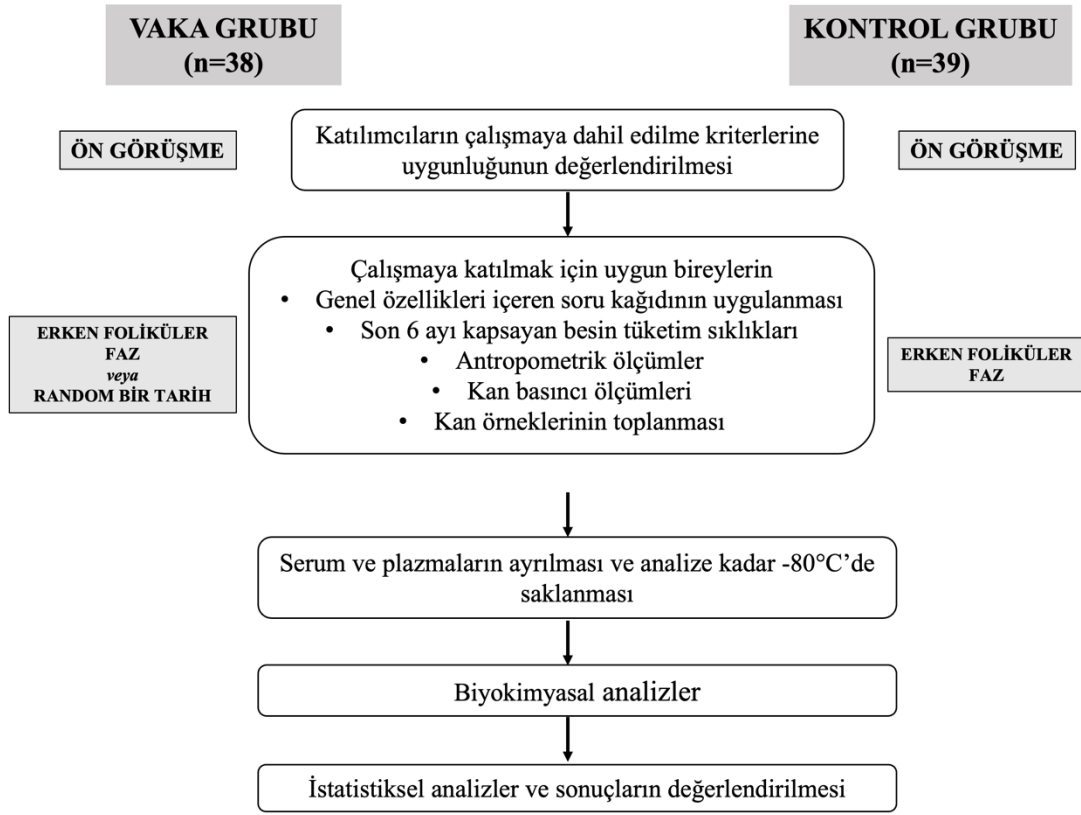 VAKA GRUBU
(n=38)
KONTROL GRUBU
(n=39)
ÖN GÖRÜŞME
Katılımcıların çalışmaya dahil edilme kriterlerine
uygunluğunun değerlendirilmesi
ÖN GÖRÜŞME
ERKEN FOLİKÜLER
FAZ
veya
RANDOM BİR TARİH
Çalışmaya katılmak için uygun bireylerin
• Genel özellikleri içeren soru kağıdının uygulanması
• Son 6 ayı kapsayan besin tüketim sıklıkları
• Antropometrik ölçümler
• Kan basıncı ölçümleri
• Kan örneklerinin toplanması
ERKEN FOLİKÜLER
FAZ
Serum ve plazmaların ayrılması ve analize kadar -80°C’de
saklanması
Biyokimyasal analizler
İstatistiksel analizler ve sonuçların değerlendirilmesi